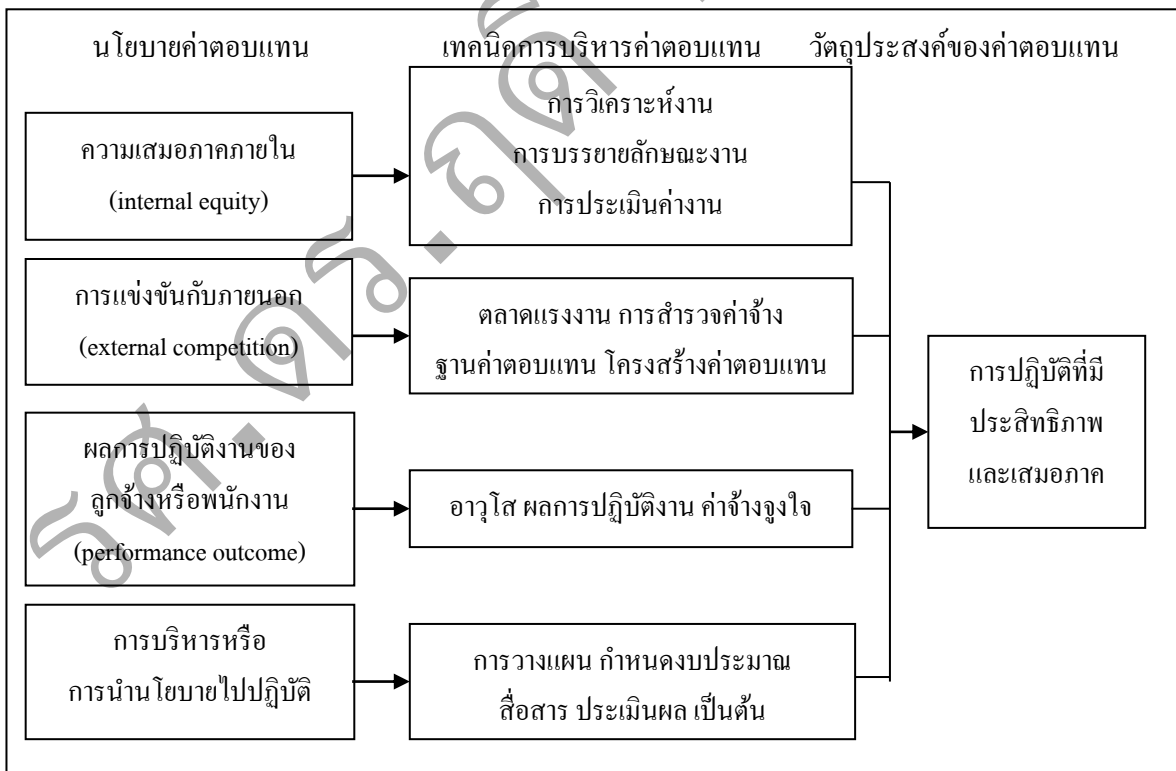 นโยบายค่าตอบแทน เทคนิคการบริหารค่าตอบแทน วัตถุประสงค์ของค่าตอบแทน
ความเสมอภาคภายใน
(internal equity)
การวิเคราะห์งาน
การบรรยายลักษณะงาน
การประเมินค่างาน
การแข่งขันกับภายนอก
(external competition)
ตลาดแรงงาน การสำรวจค่าจ้าง
ฐานค่าตอบแทน โครงสร้างค่าตอบแทน
ผลการปฏิบัติงานของ
ลูกจ้างหรือพนักงาน
(performance outcome)
อาวุโส ผลการปฏิบัติงาน ค่าจ้างจูงใจ
การบริหารหรือ
การนำนโยบายไปปฏิบัติ
การวางแผน กำหนดงบประมาณ
สื่อสาร ประเมินผล เป็นต้น
การปฏิบัติที่มี
ประสิทธิภาพ
และเสมอภาค
รศ.ดร.